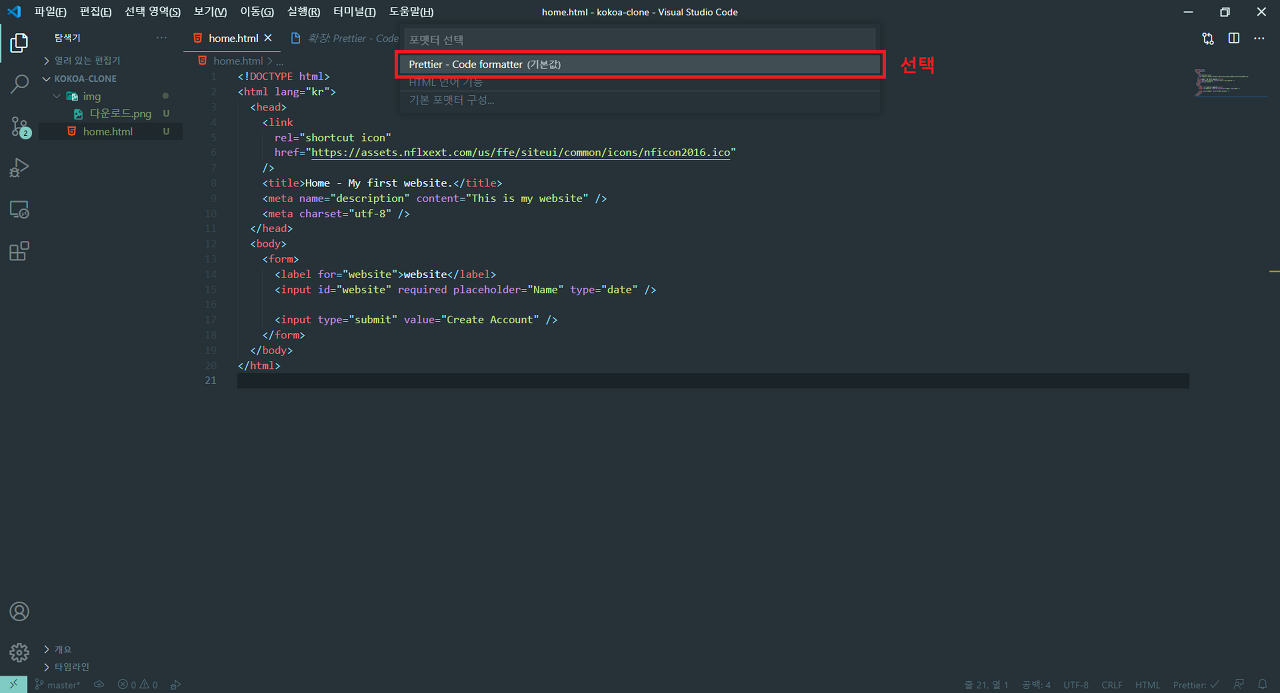 파일(F) 편집(E) 선택 영역(S) 보기(V) 이동(G) 실행(R) 터미널(T) 도움말(H) home.html - kokoa-clone - Visual Studio Code
탐색기
home.html
확장: Prettier - Code
포맷터 선택
Prettier - Code formatter (기본값)
선택
HTML 언어 기능
기본 포맷터 구성...
열려 있는 편집기
KOKOA-CLONE
img
다운로드.png U
home.html U
2
home.html > ...
1 <!DOCTYPE html>
2 <html lang="kr">
3 <head>
4 <link
5 rel="shortcut icon"
6 href="https://assets.nflxext.com/us/ffe/siteui/common/icons/nficon2016.ico"
7 />
8 <title>Home - My first website.</title>
9 <meta name="description" content="This is my website" />
10 <meta charset="utf-8" />
11 </head>
12 <body>
13 <form>
14 <label for="website">website</label>
15 <input id="website" required placeholder="Name" type="date" />
16
17 <input type="submit" value="Create Account" />
18 </form>
19 </body>
20 </html>
21
개요
타임라인
master* 0 0 줄 21, 열 1 공백: 4 UTF-8 CRLF HTML Prettier: ✓